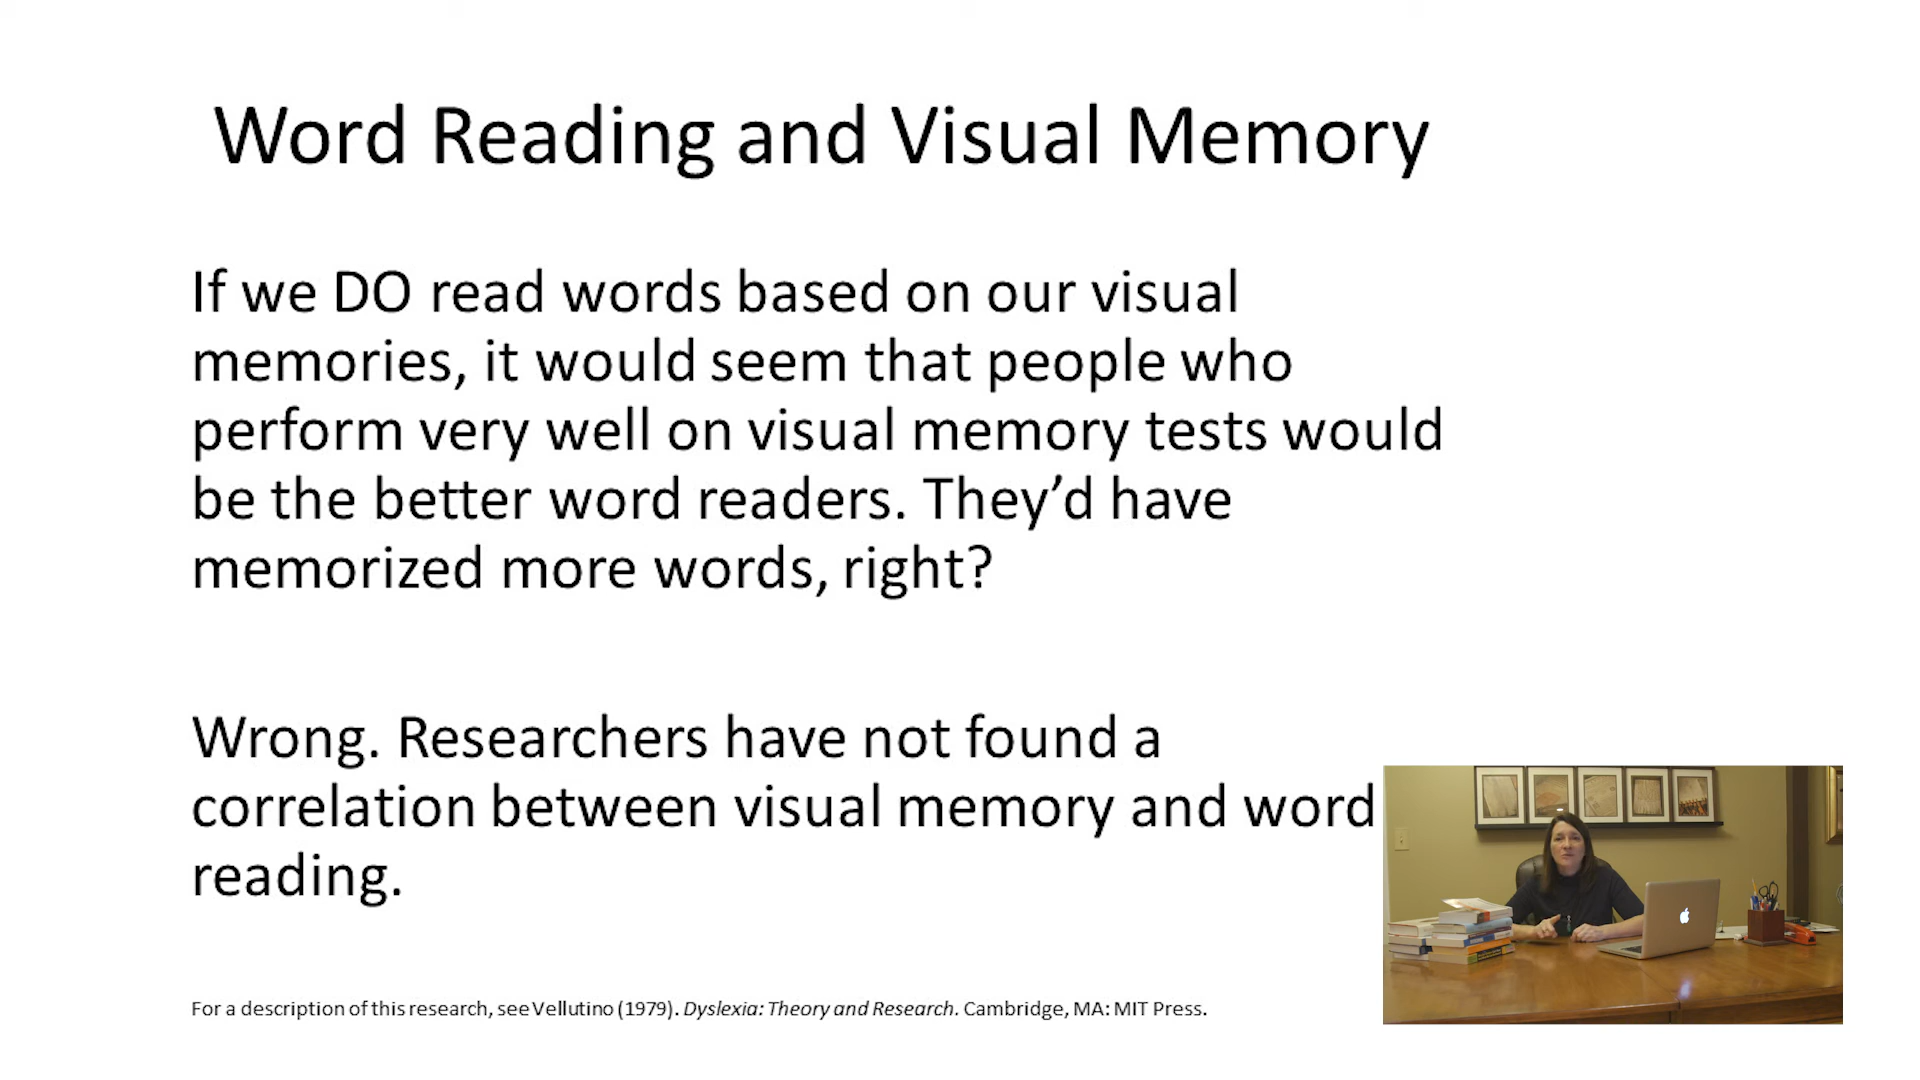 Word Reading and Visual Memory
If we DO read words based on our visual
memories, it would seem that people who
perform very well on visual memory tests would
be the better word readers. They’d have
memorized more words, right?
Wrong. Researchers have not found a
correlation between visual memory and word
reading.
For a description of this research, see Vellutino (1979). Dyslexia: Theory and Research. Cambridge, MA: MIT Press.